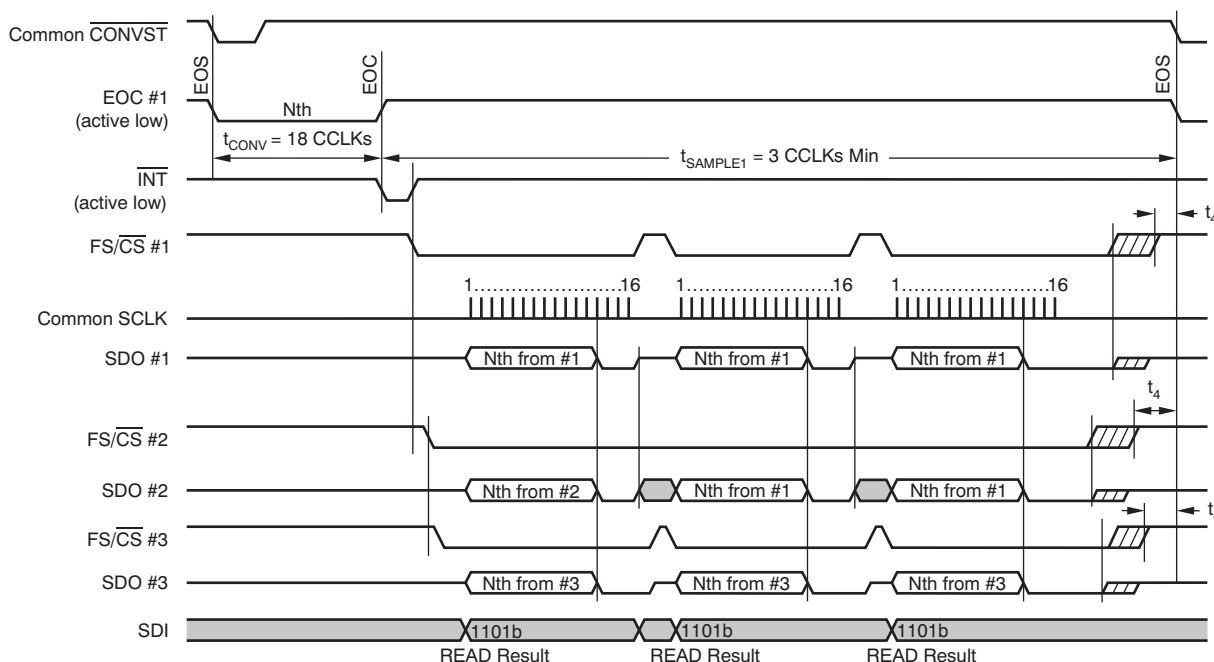 Common CONVST
EOS
EOC
EOS
EOC #1
(active low)
Nth
tCONV = 18 CCLKs
tSAMPLE1 = 3 CCLKs Min
INT
(active low)
t4
FS/CS #1
1.......................16
1.......................16
1.......................16
Common SCLK
SDO #1
Nth from #1
Nth from #1
Nth from #1
t4
FS/CS #2
SDO #2
Nth from #2
Nth from #1
Nth from #1
t
FS/CS #3
SDO #3
Nth from #3
Nth from #3
Nth from #3
SDI
1101b
1101b
1101b
READ Result
READ Result
READ Result